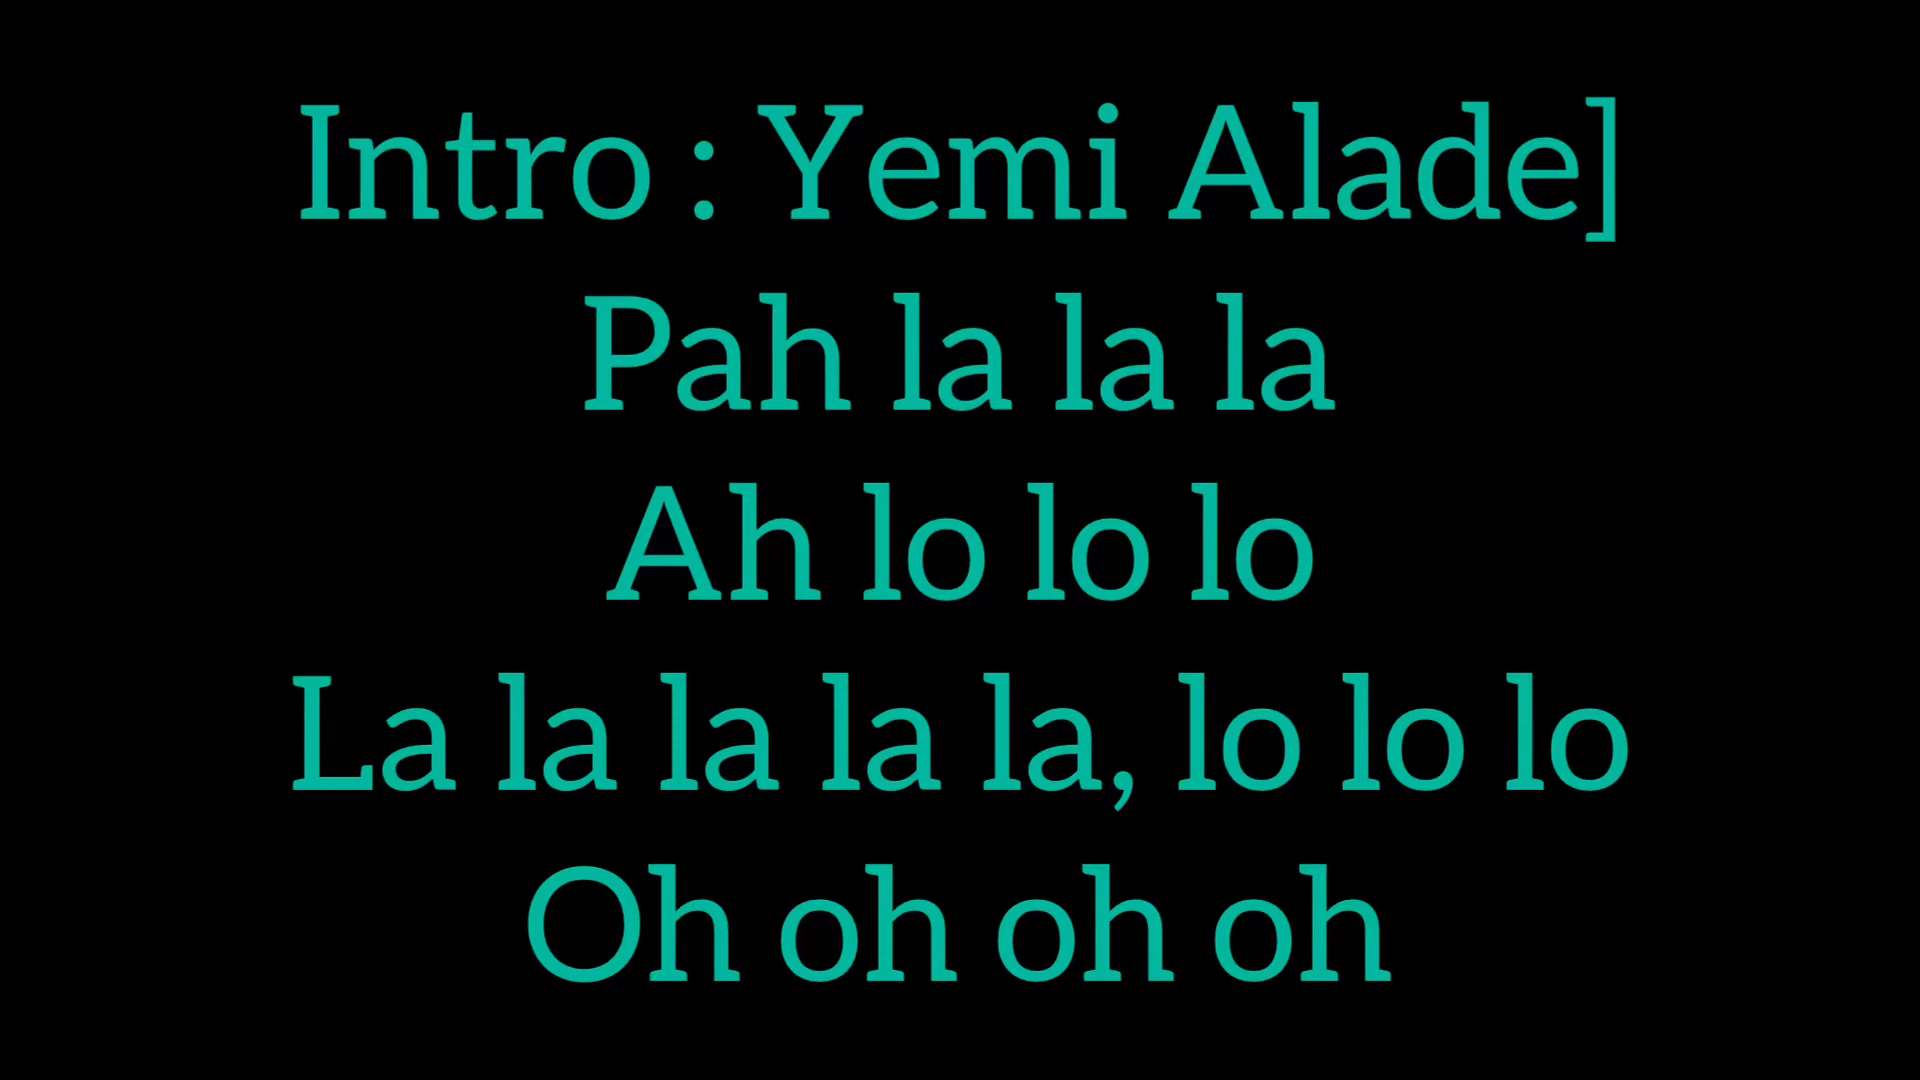 Intro : Yemi Alade]
Pah la la la
Ah lo lo lo
La la la la la, lo lo lo
Oh oh oh oh